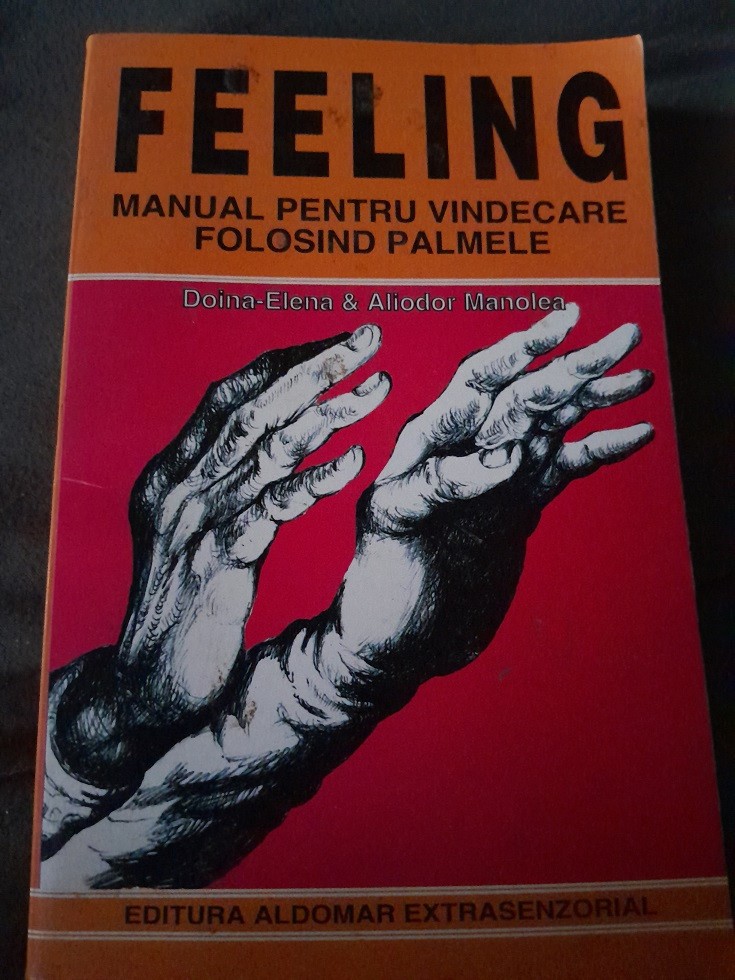 FEELING
MANUAL PENTRU VINDECARE
FOLOSIND PALMELE
Doina-Elena & Aliodor Manolea
EDITURA ALDOMAR EXTRASENZORIAL